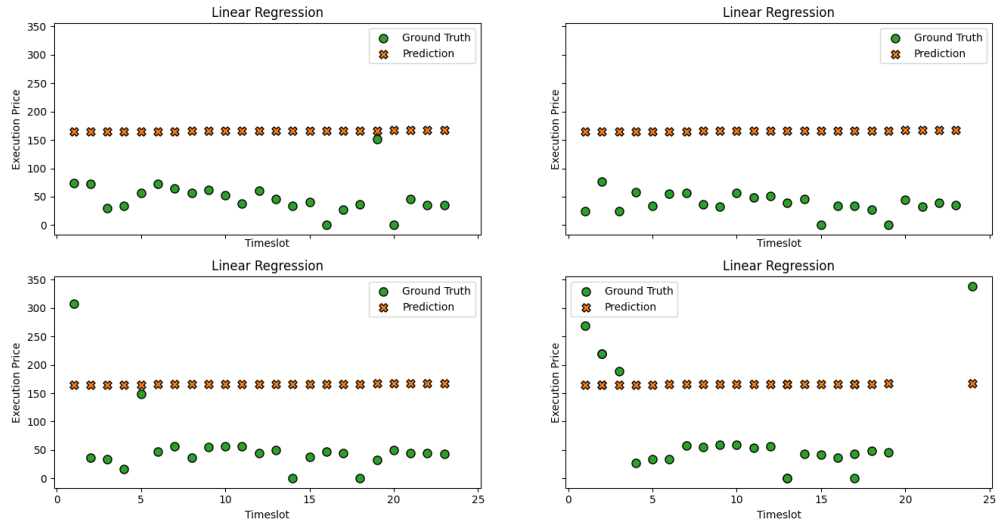 Linear Regression
350
300
250
200
150
100
50
0
Execution Price
Ground Truth
Prediction
Timeslot
Linear Regression
Execution Price
Ground Truth
Prediction
Timeslot
Linear Regression
350
300
250
200
150
100
50
0
Execution Price
Ground Truth
Prediction
0 5 10 15 20 25
Timeslot
Linear Regression
Execution Price
Ground Truth
Prediction
0 5 10 15 20 25
Timeslot